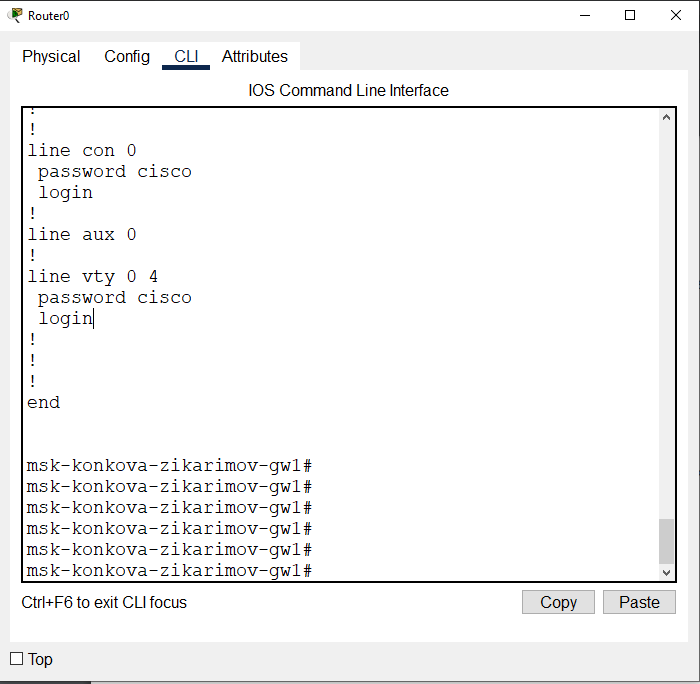 Router0
Physical Config CLI Attributes
IOS Command Line Interface
!
!
line con 0
 password cisco
 login
!
line aux 0
!
line vty 0 4
 password cisco
 login
!
!
!
end
msk-konkova-zikarimov-gw1#
msk-konkova-zikarimov-gw1#
msk-konkova-zikarimov-gw1#
msk-konkova-zikarimov-gw1#
msk-konkova-zikarimov-gw1#
msk-konkova-zikarimov-gw1#
Ctrl+F6 to exit CLI focus Copy Paste
Top